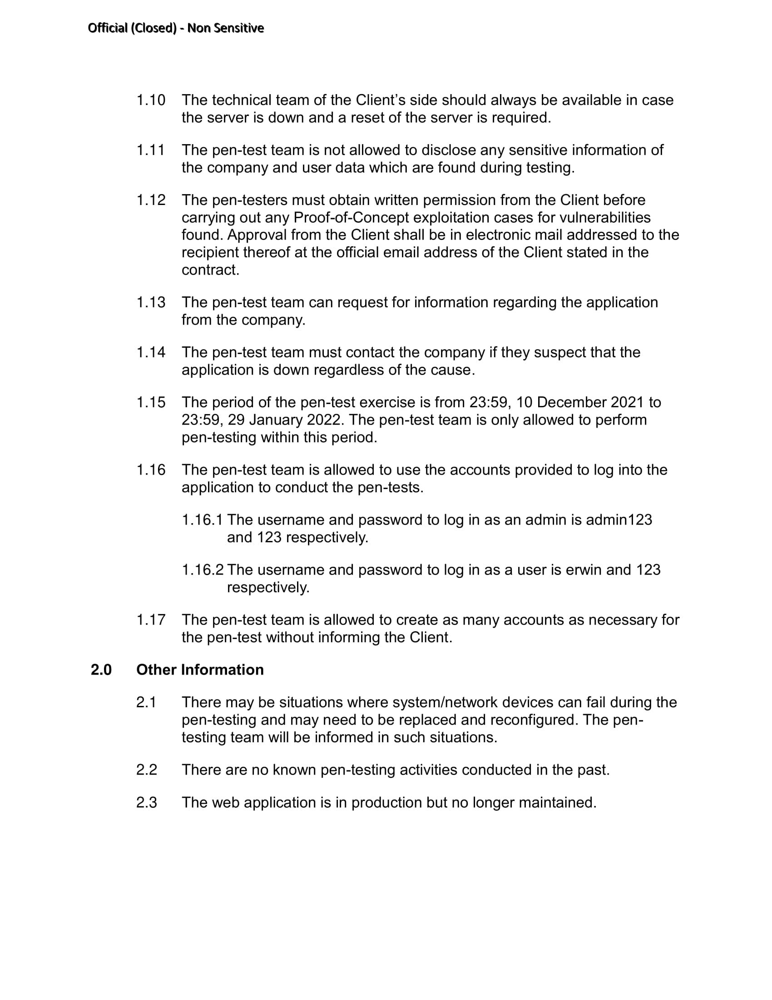 Official (Closed) - Non Sensitive
1.10 The technical team of the Client’s side should always be available in case
the server is down and a reset of the server is required.
1.11 The pen-test team is not allowed to disclose any sensitive information of
the company and user data which are found during testing.
1.12 The pen-testers must obtain written permission from the Client before
carrying out any Proof-of-Concept exploitation cases for vulnerabilities
found. Approval from the Client shall be in electronic mail addressed to the
recipient thereof at the official email address of the Client stated in the
contract.
1.13 The pen-test team can request for information regarding the application
from the company.
1.14 The pen-test team must contact the company if they suspect that the
application is down regardless of the cause.
1.15 The period of the pen-test exercise is from 23:59, 10 December 2021 to
23:59, 29 January 2022. The pen-test team is only allowed to perform
pen-testing within this period.
1.16 The pen-test team is allowed to use the accounts provided to log into the
application to conduct the pen-tests.
1.16.1 The username and password to log in as an admin is admin123
and 123 respectively.
1.16.2 The username and password to log in as a user is erwin and 123
respectively.
1.17 The pen-test team is allowed to create as many accounts as necessary for
the pen-test without informing the Client.
2.0 Other Information
2.1 There may be situations where system/network devices can fail during the
pen-testing and may need to be replaced and reconfigured. The pen-
testing team will be informed in such situations.
2.2 There are no known pen-testing activities conducted in the past.
2.3 The web application is in production but no longer maintained.